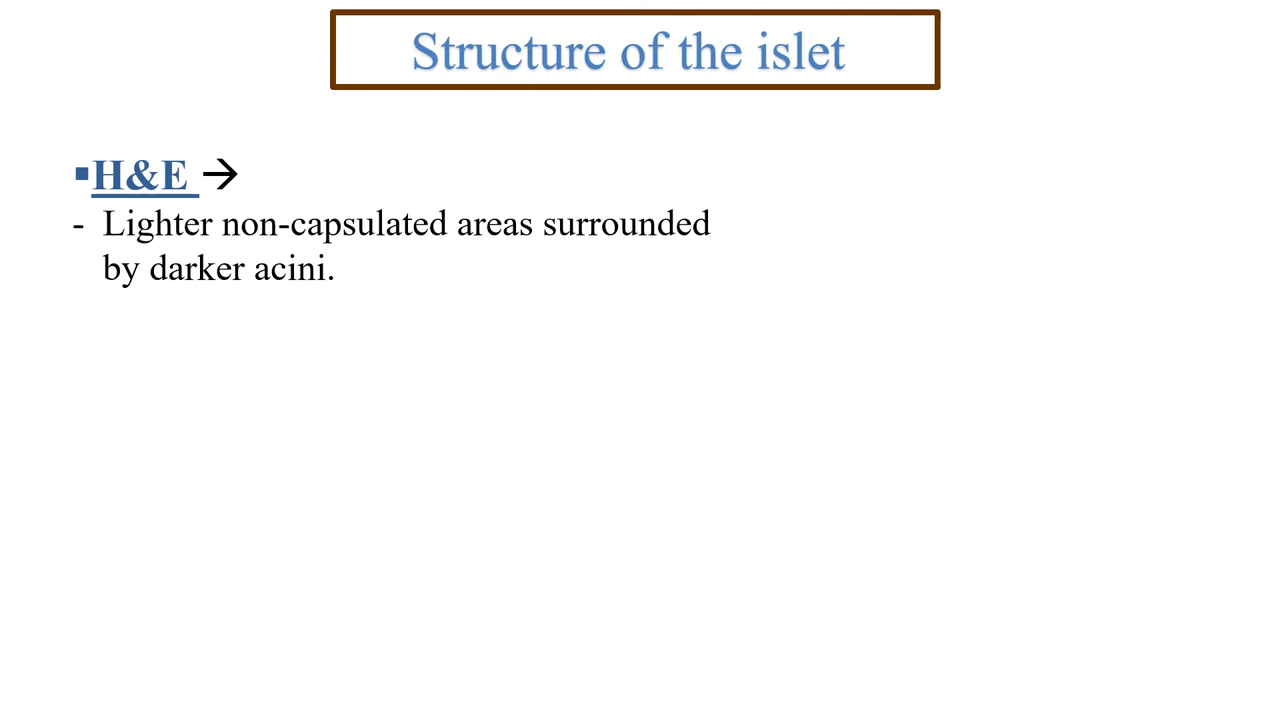 Structure of the islet
▪H&E →
- Lighter non-capsulated areas surrounded
by darker acini.